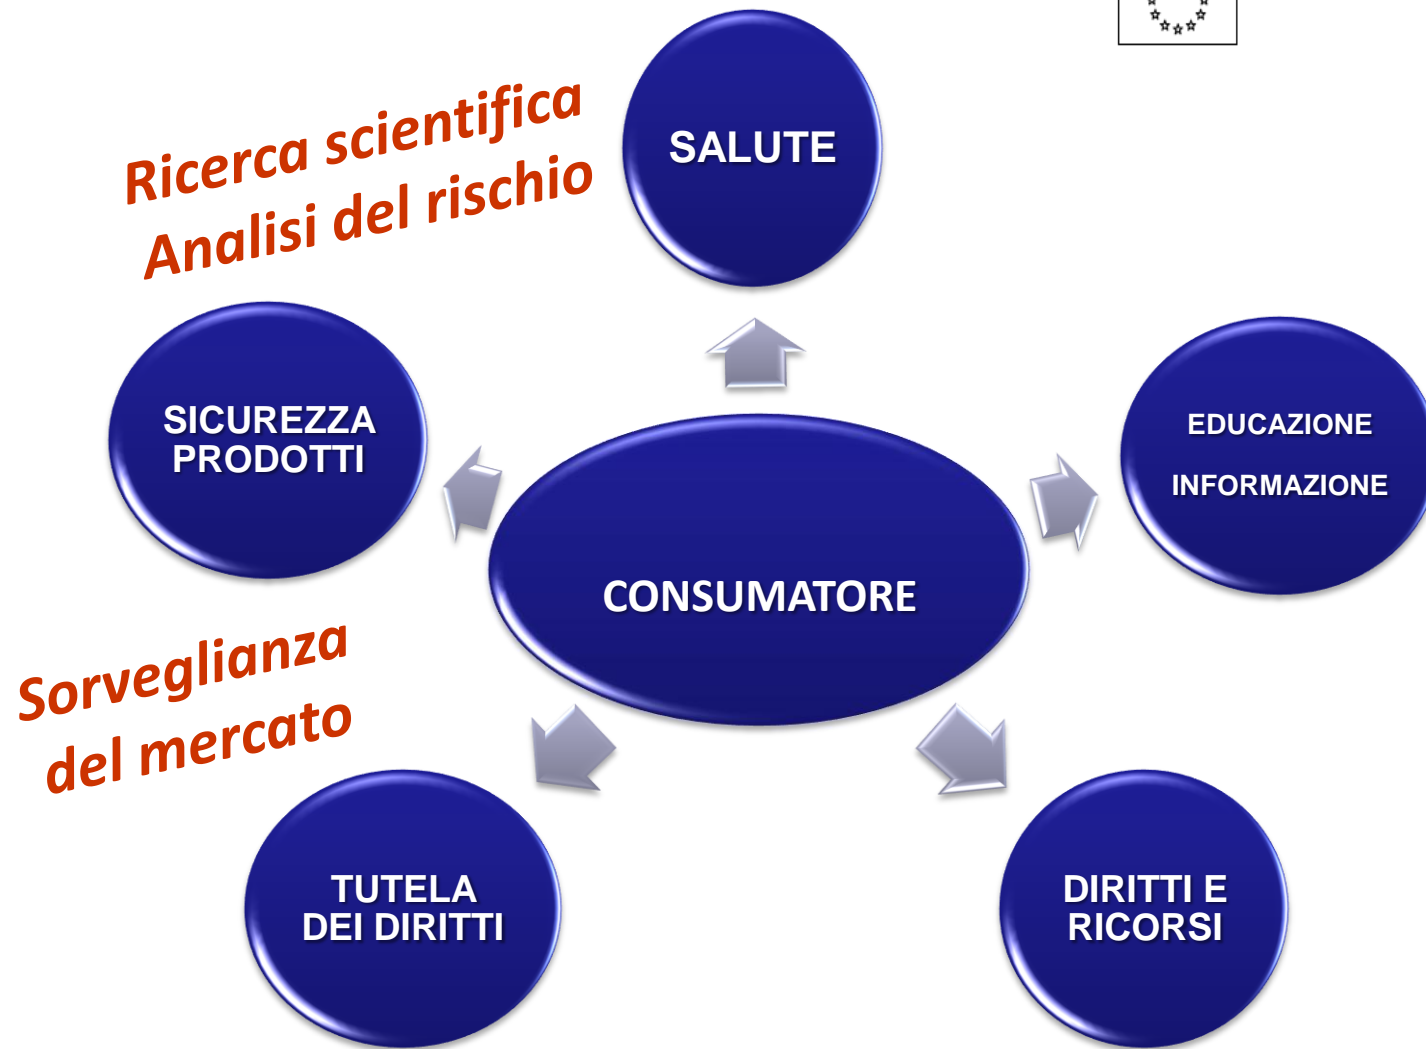 Ricerca scientifica
Analisi del rischio
SALUTE
SICUREZZA
PRODOTTI
EDUCAZIONE
INFORMAZIONE
CONSUMATORE
Sorveglianza
del mercato
TUTELA
DEI DIRITTI
DIRITTI E
RICORSI